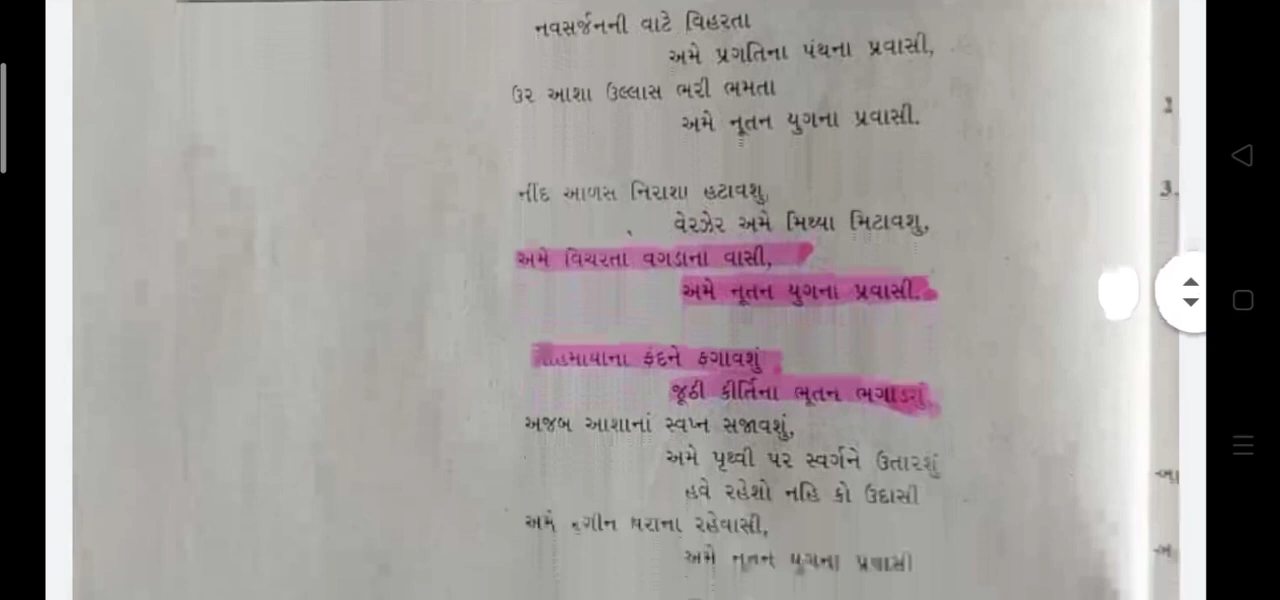 નવસર્જનની વાટે વિહરતા
અમે પ્રગતિના પંથના પ્રવાસી,
ઉર આશા ઉલ્લાસ ભરી ભમતા
અમે નૂતન યુગના પ્રવાસી.
નીંદ આળસ નિરાશા હટાવશુ,
વેરઝેર અમે મિથ્યા મિટાવશુ,
અમે વિચરતા વગડાના વાસી,
અમે નૂતન યુગના પ્રવાસી.
ફંદને ફગાવશું
જૂઠી કીર્તિના ભૂતન ભગાડશું,
અજબ આશાનાં સ્વપ્ન સજાવશું,
અમે પૃથ્વી પર સ્વર્ગને ઉતારશું
હવે રહેશો નહિ કો ઉદાસી
અમે ધરાના રહેવાસી,
અમે નૂતન યુગના પ્રવાસી
1
3.